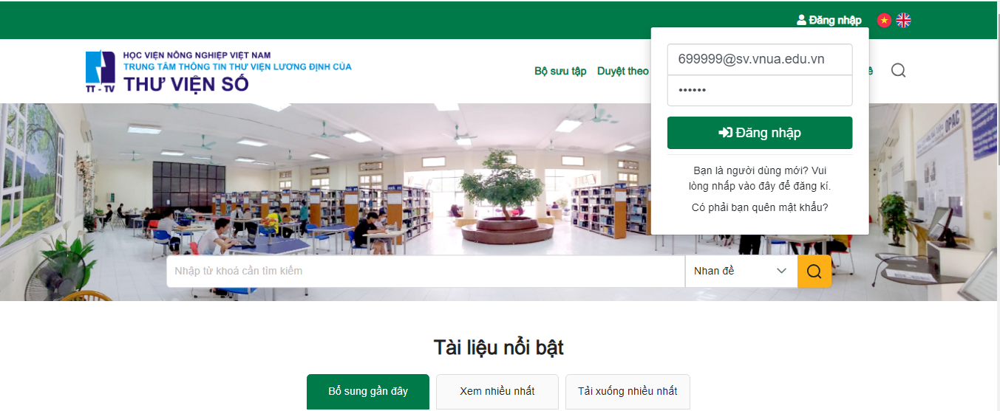 Đăng nhập
HỌC VIỆN NÔNG NGHIỆP VIỆT NAM
TRUNG TÂM THÔNG TIN THƯ VIỆN LƯƠNG ĐỊNH CỦA
THƯ VIỆN SỐ
TT - TV
Bộ sưu tập
Duyệt theo
699999@sv.vnua.edu.vn
••••••
Đăng nhập
Bạn là người dùng mới? Vui
lòng nhấp vào đây để đăng kí.
Có phải bạn quên mật khẩu?
OPAC
Nhập từ khoá cần tìm kiếm
Nhan đề
Tài liệu nổi bật
Bổ sung gần đây
Xem nhiều nhất
Tải xuống nhiều nhất